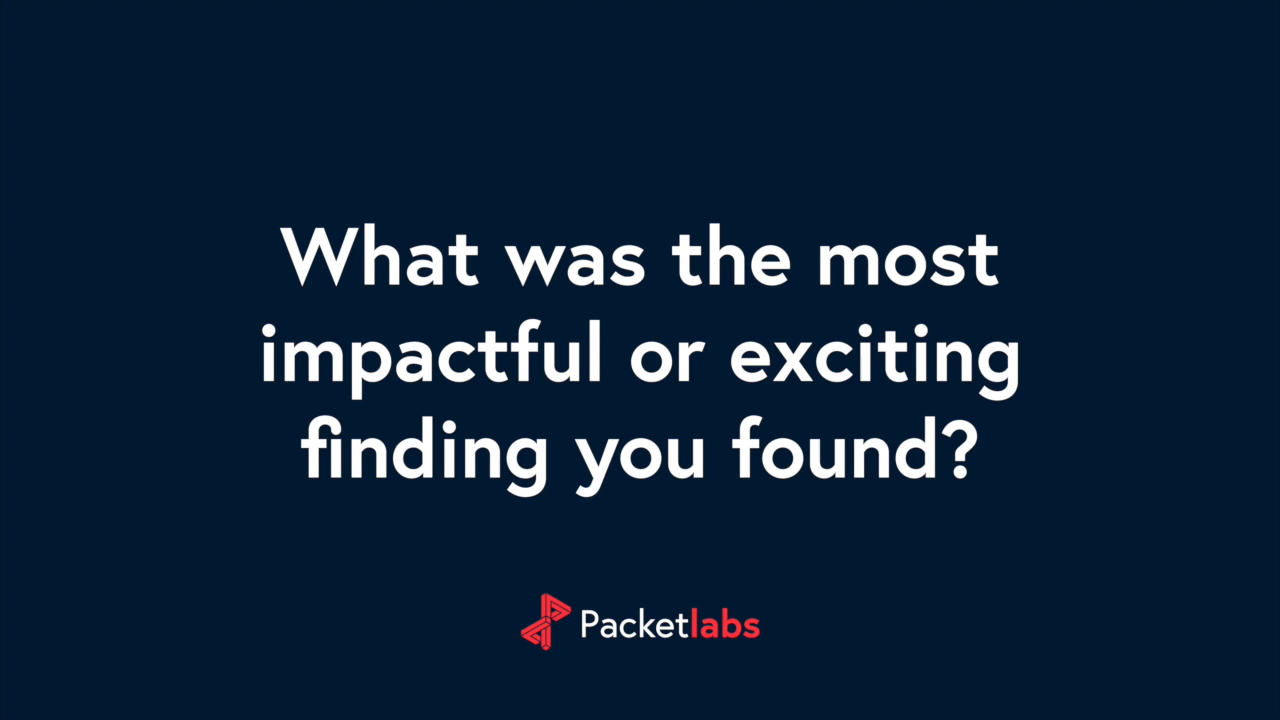 What was the most
impactful or exciting
finding you found?
Packetlabs